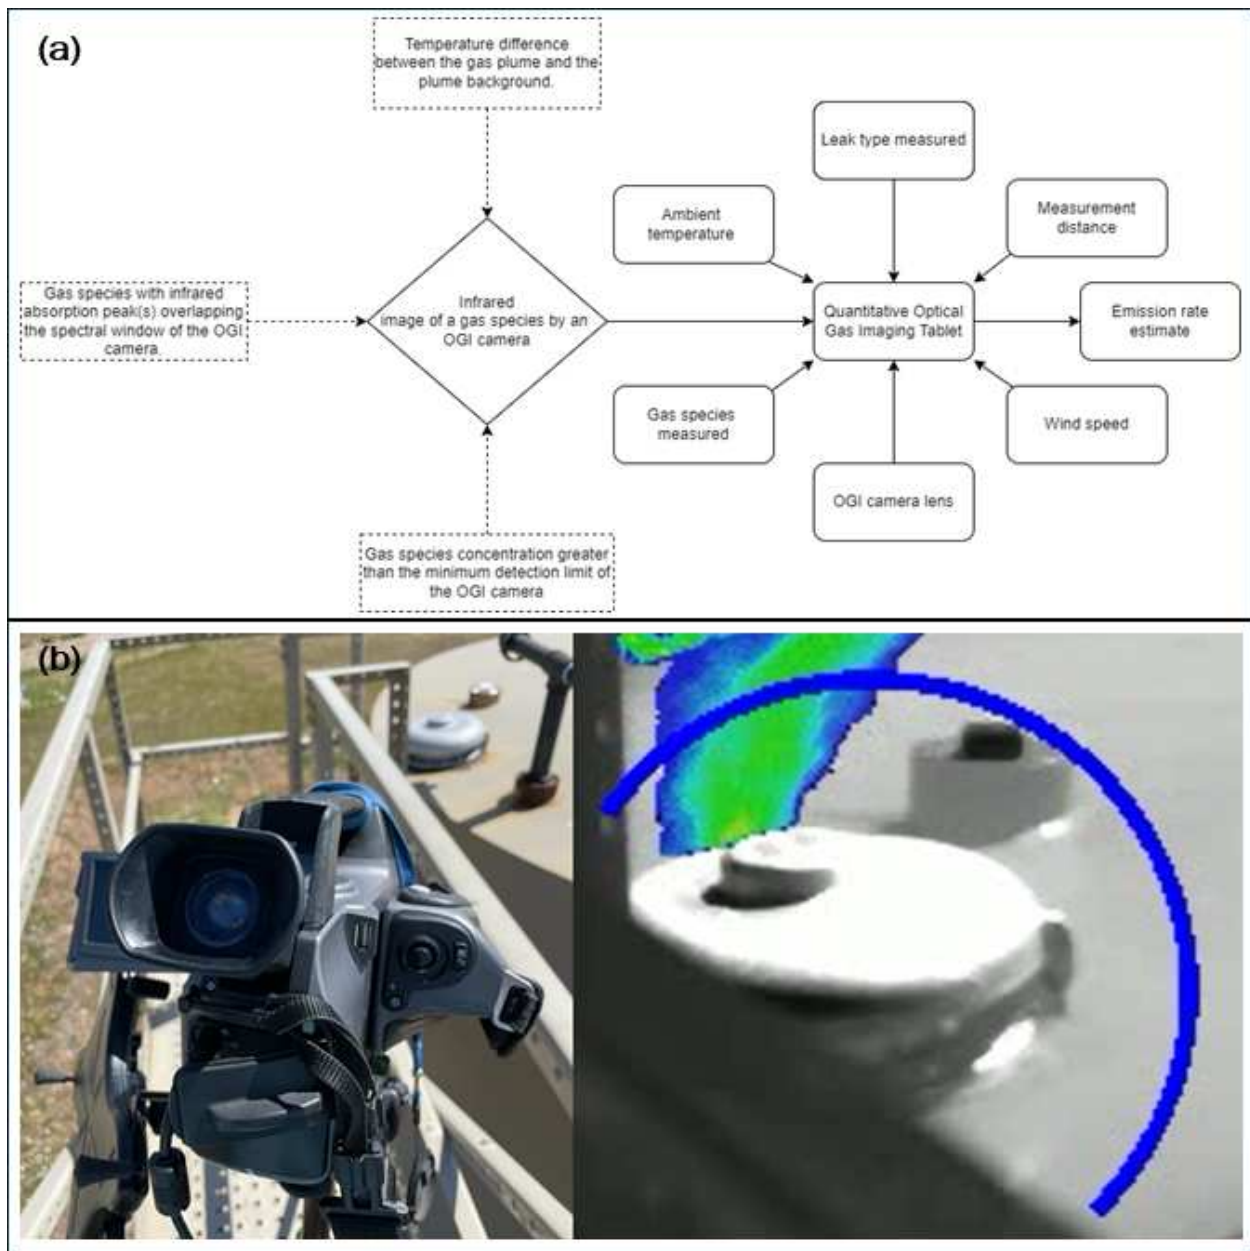 (a)
Temperature difference
between the gas plume and the
plume background.
Leak type measured
Ambient
temperature
Measurement
distance
Gas species with infrared
absorption peak(s) overlapping
the spectral window of the OGI
camera.
Infrared
image of a gas species by an
OGI camera
Quantitative Optical
Gas Imaging Tablet
Emission rate
estimate
Gas species
measured
Wind speed
OGI camera lens
Gas species concentration greater
than the minimum detection limit of
the OGI camera
(b)